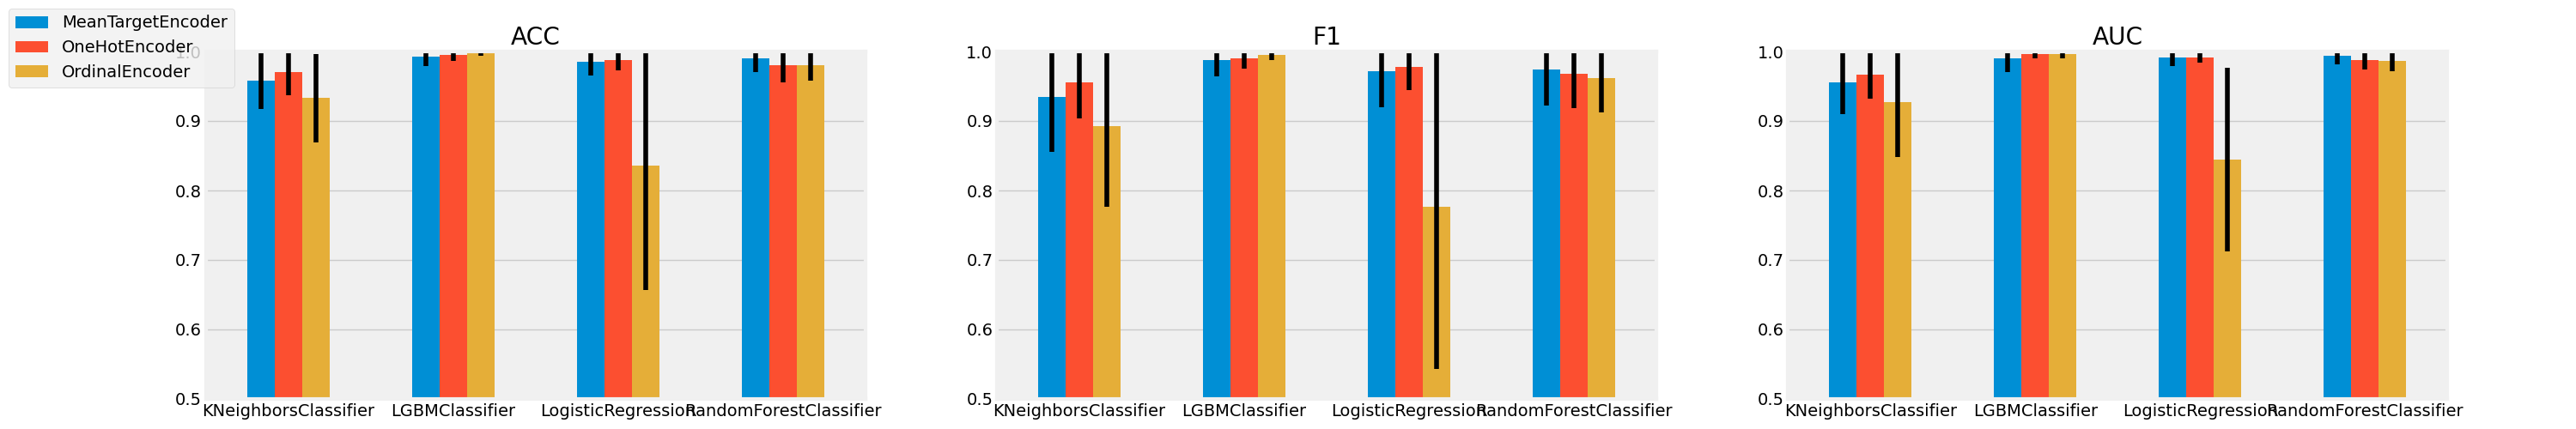 MeanTargetEncoder
OneHotEncoder
OrdinalEncoder
ACC
1.0
0.9
0.8
0.7
0.6
0.5
KNeighborsClassifier LGBMClassifier LogisticRegression RandomForestClassifier
F1
1.0
0.9
0.8
0.7
0.6
0.5
KNeighborsClassifier LGBMClassifier LogisticRegression RandomForestClassifier
AUC
1.0
0.9
0.8
0.7
0.6
0.5
KNeighborsClassifier LGBMClassifier LogisticRegression RandomForestClassifier